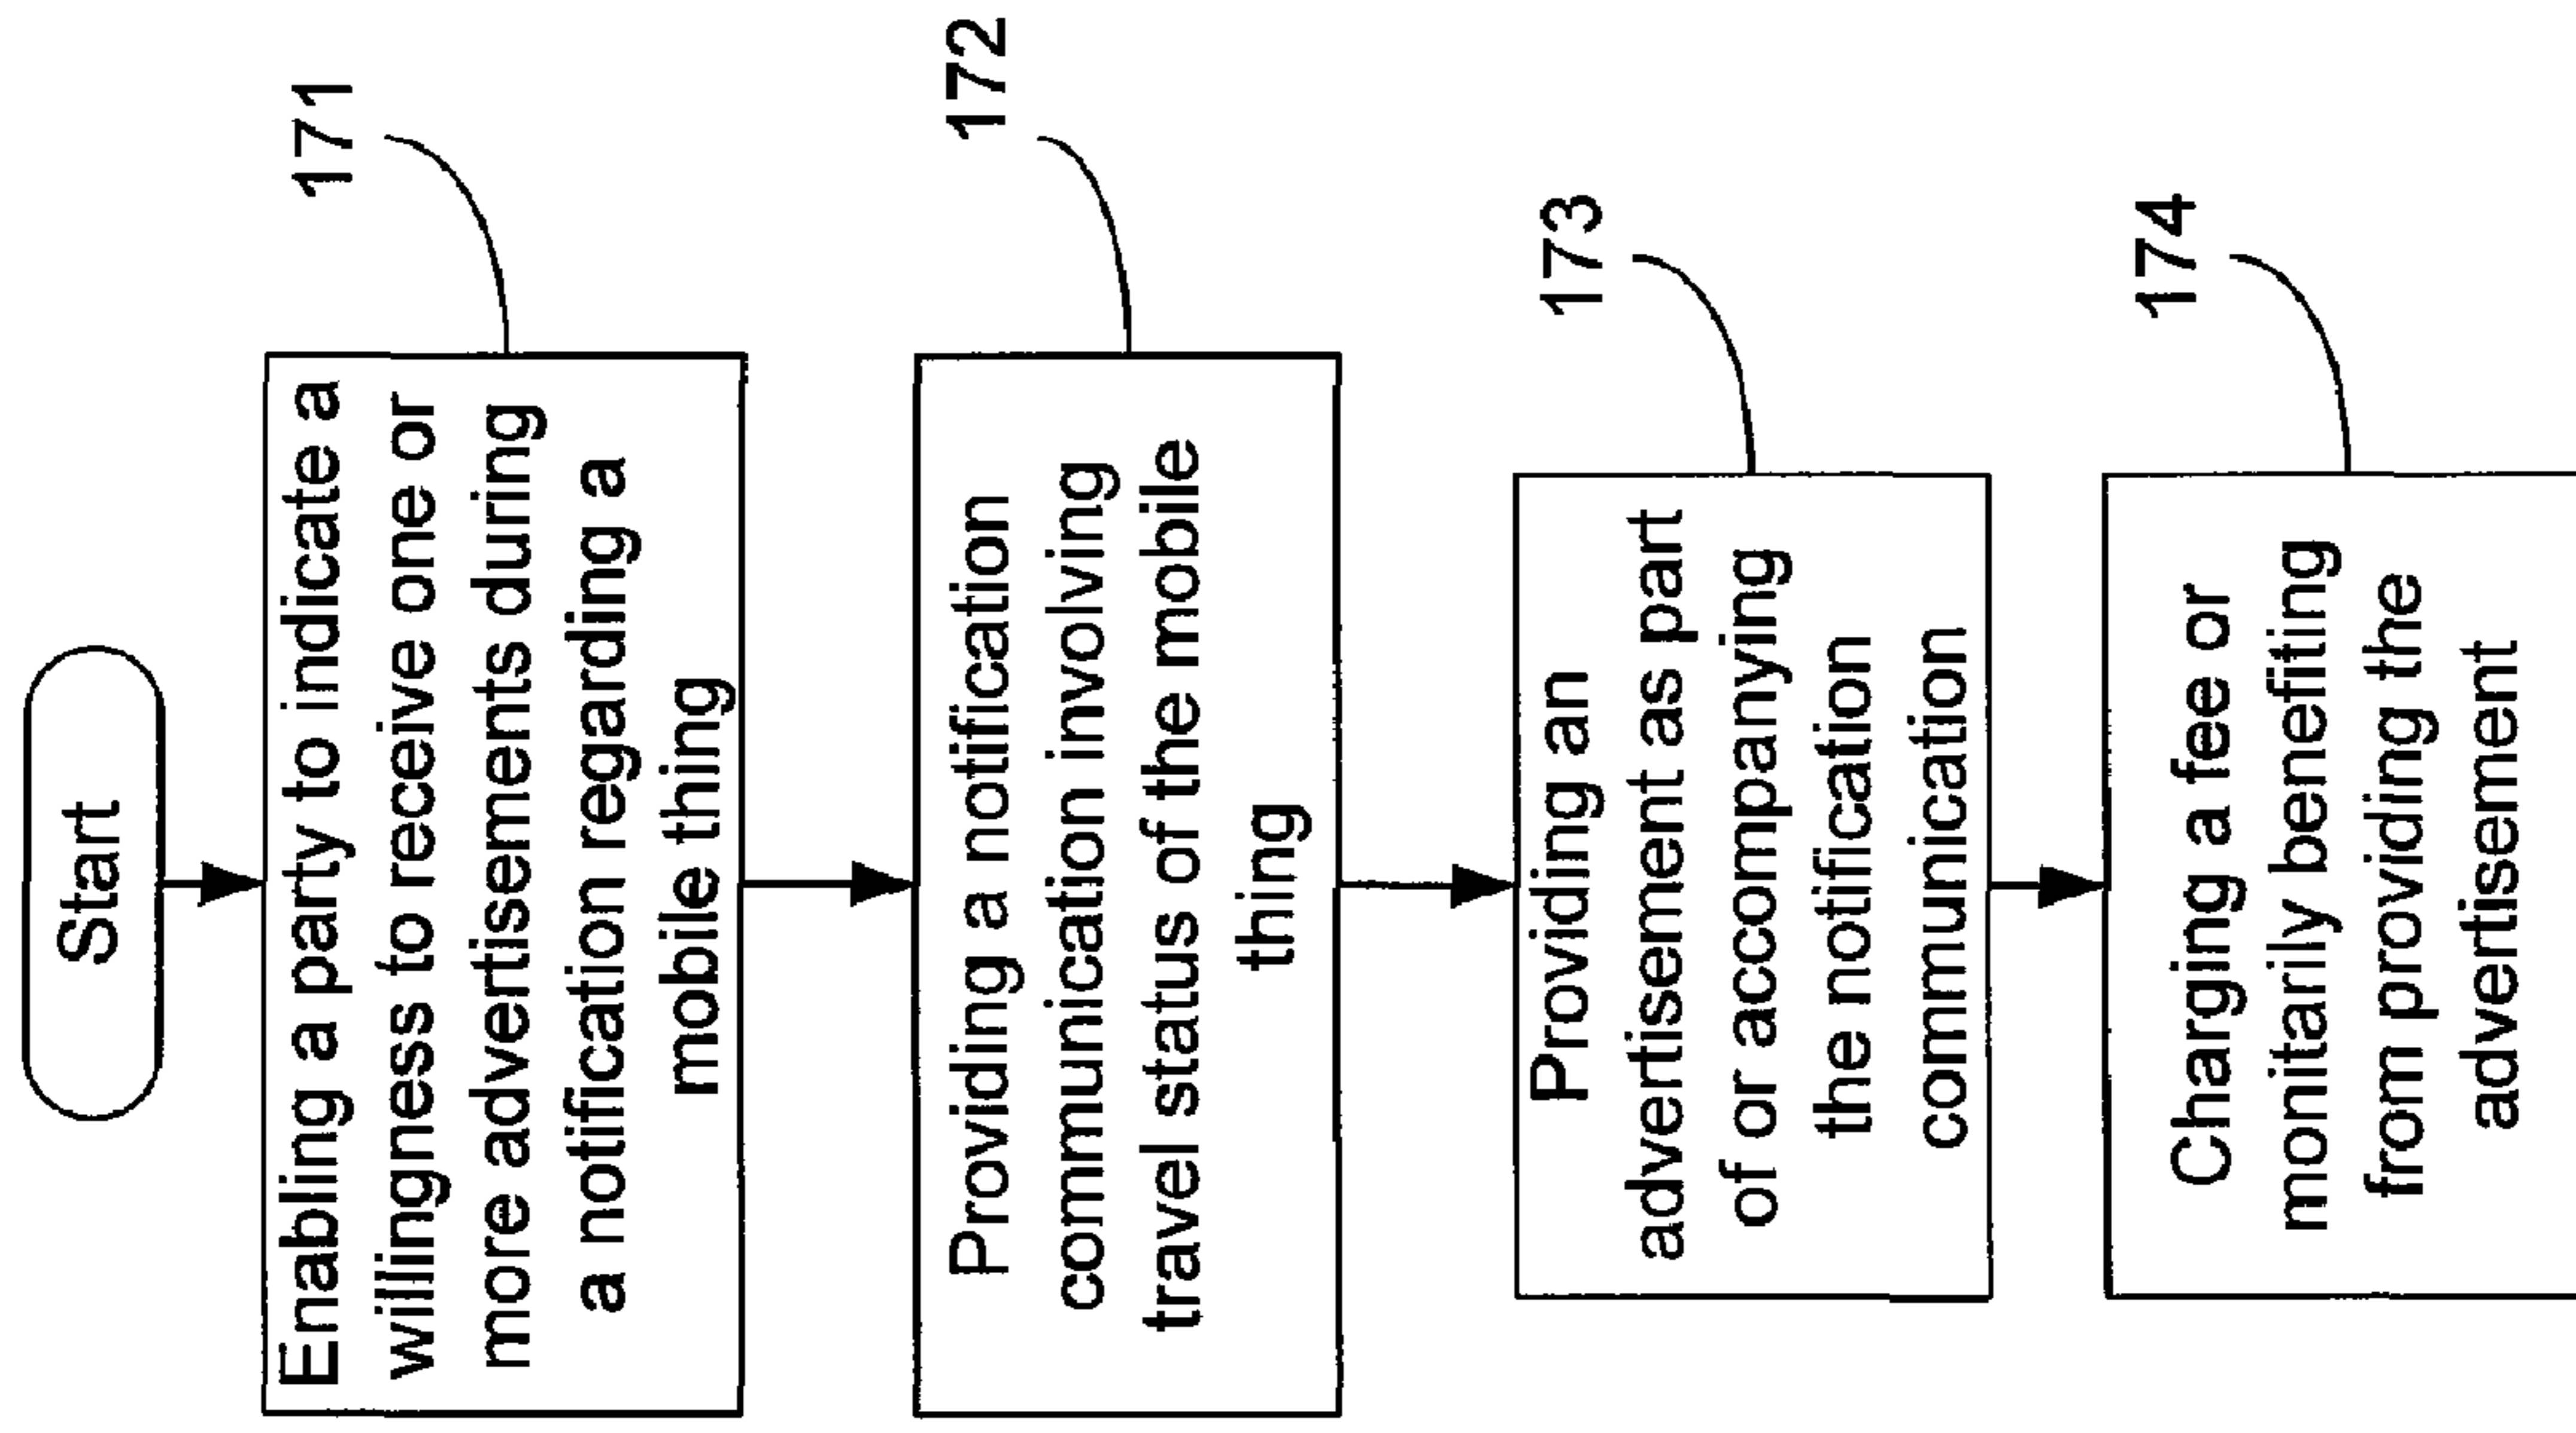 Start
Enabling a party to indicate a
willingness to receive one or
more advertisements during
a notification regarding a
mobile thing
171
Providing a notification
communication involving
travel status of the mobile
thing
172
Providing an
advertisement as part
of or accompanying
the notification
communication
173
Charging a fee or
monitarily benefiting
from providing the
advertisement
174